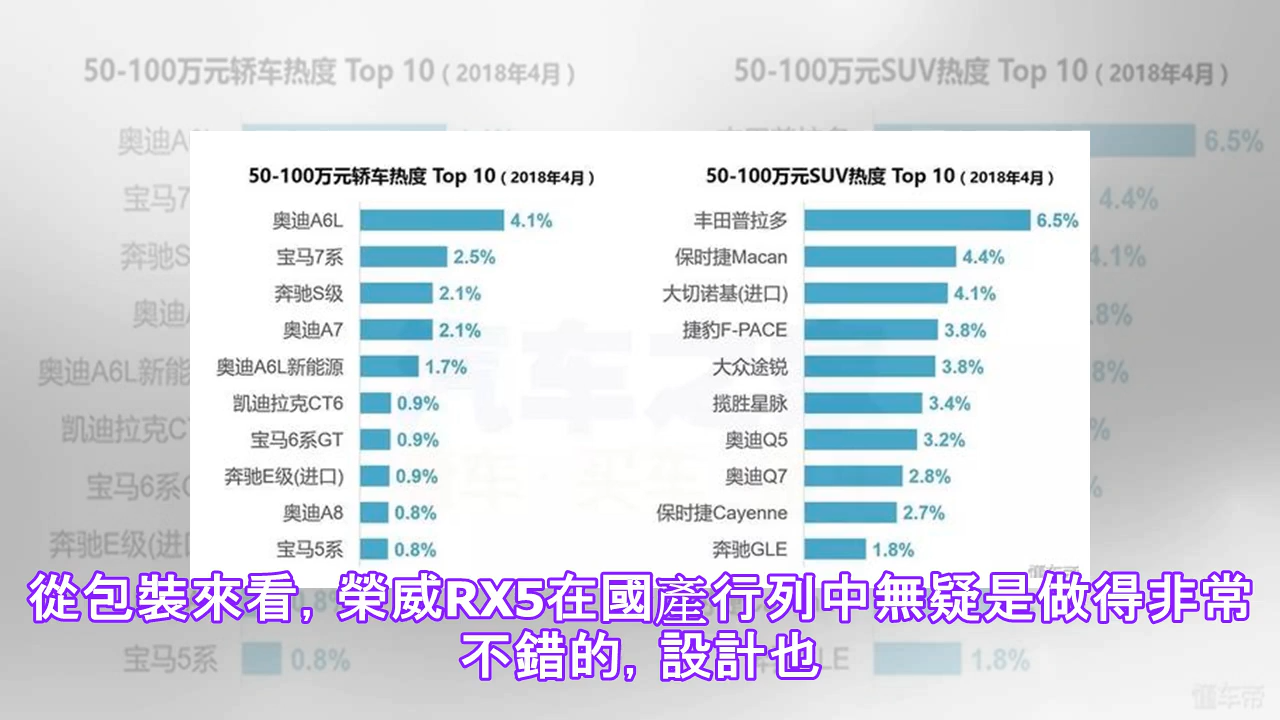 50-100万元轿车热度 Top 10（2018年4月）
奥迪A6L 4.1%
宝马7系 2.5%
奔驰S级 2.1%
奥迪A7 2.1%
奥迪A6L新能源 1.7%
凯迪拉克CT6 0.9%
宝马6系GT 0.9%
奔驰E级(进口) 0.9%
奥迪A8 0.8%
宝马5系 0.8%
50-100万元SUV热度 Top 10（2018年4月）
丰田普拉多 6.5%
保时捷Macan 4.4%
大切诺基(进口) 4.1%
捷豹F-PACE 3.8%
大众途锐 3.8%
揽胜星脉 3.4%
奥迪Q5 3.2%
奥迪Q7 2.8%
保时捷Cayenne 2.7%
奔驰GLE 1.8%
從包裝來看, 榮威RX5在國產行列中無疑是做得非常
不錯的, 設計也
懂车帝